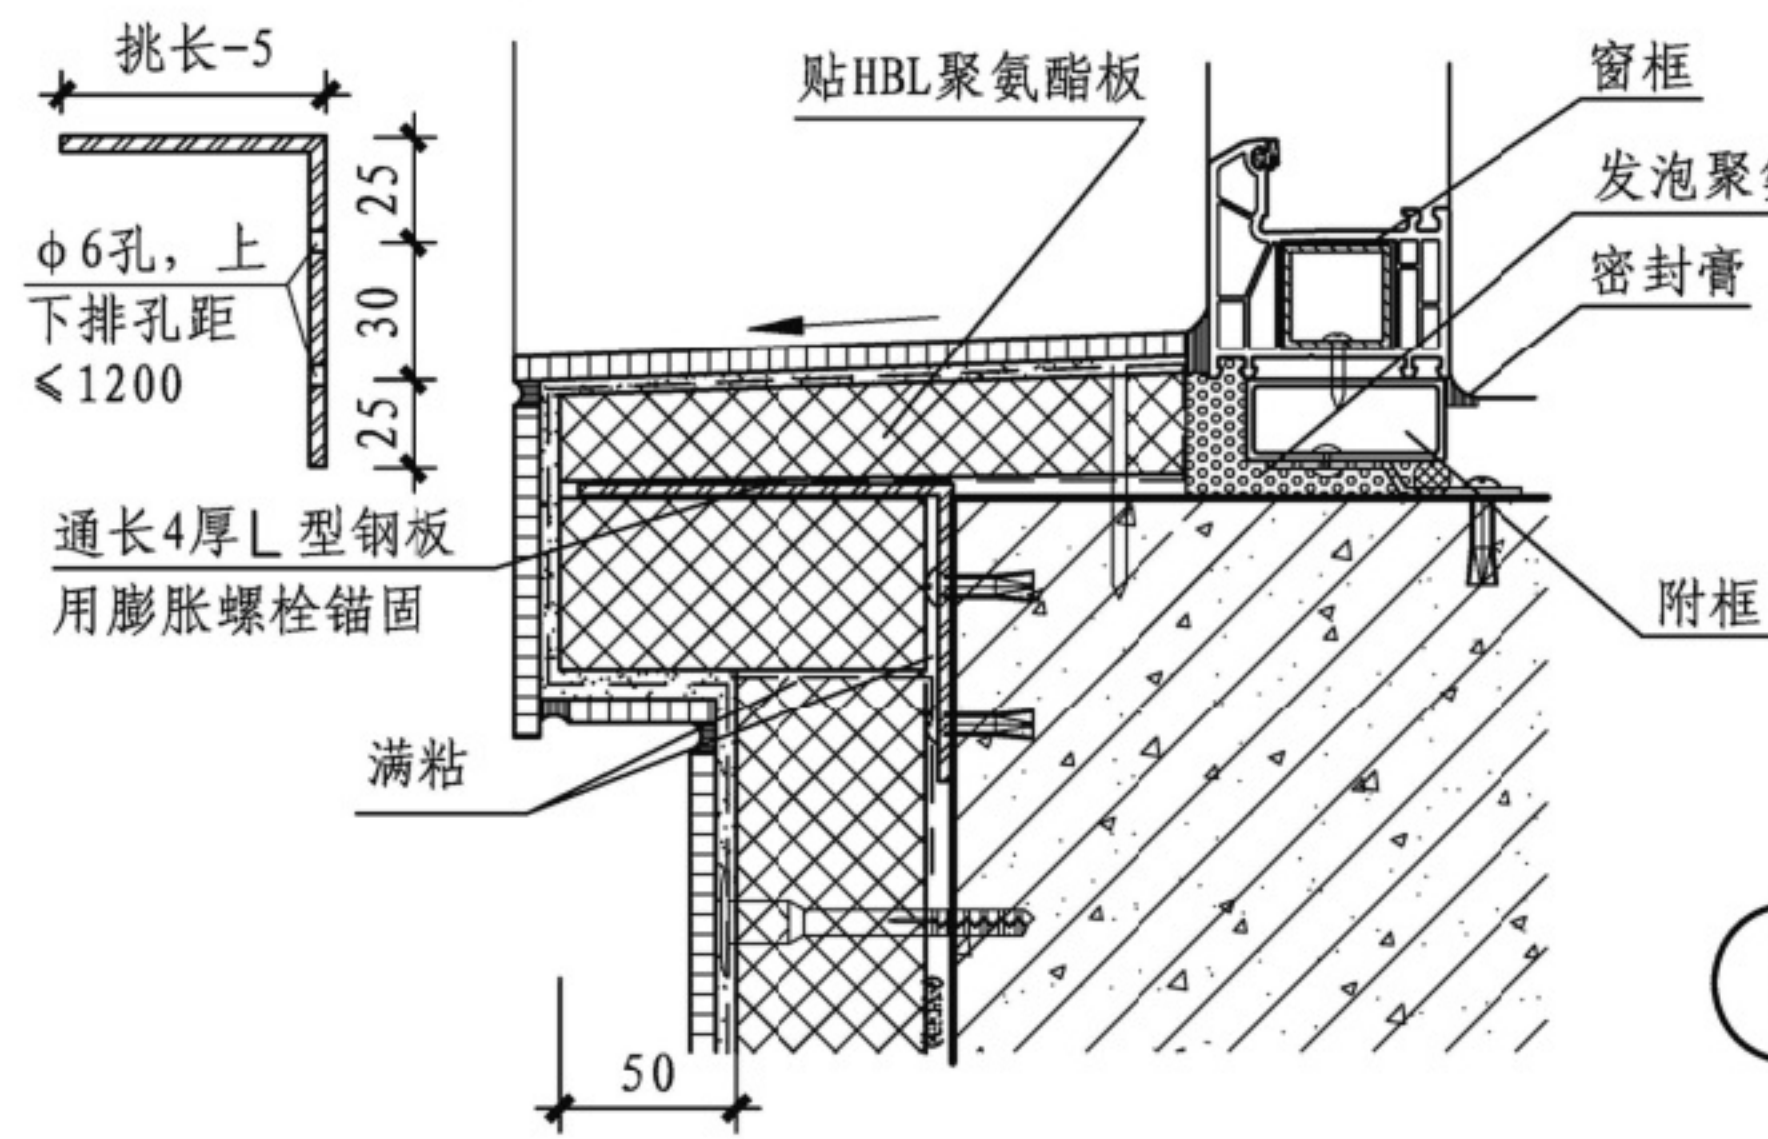 挑长-5
25
30
25
φ6孔，上
下排孔距
≤1200
贴HBL聚氨酯板
窗框
发泡聚
密封膏
通长4厚L型钢板
用膨胀螺栓锚固
附框
满粘
50